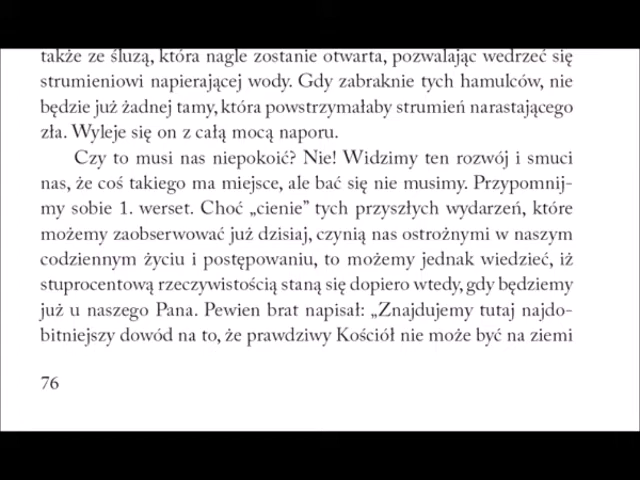 także ze śluzą, która nagle zostanie otwarta, pozwalając wedrzeć się
strumieniowi napierającej wody. Gdy zabraknie tych hamulców, nie
będzie już żadnej tamy, która powstrzymałaby strumień narastającego
zła. Wyleje się on z całą mocą naporu.
Czy to musi nas niepokoić? Nie! Widzimy ten rozwój i smuci
nas, że coś takiego ma miejsce, ale bać się nie musimy. Przypomnij-
my sobie 1. werset. Choć „cienie” tych przyszłych wydarzeń, które
możemy zaobserwować już dzisiaj, czynią nas ostrożnymi w naszym
codziennym życiu i postępowaniu, to możemy jednak wiedzieć, iż
stuprocentową rzeczywistością staną się dopiero wtedy, gdy będziemy
już u naszego Pana. Pewien brat napisał: „Znajdujemy tutaj najdo-
bitniejszy dowód na to, że prawdziwy Kościół nie może być na ziemi
76